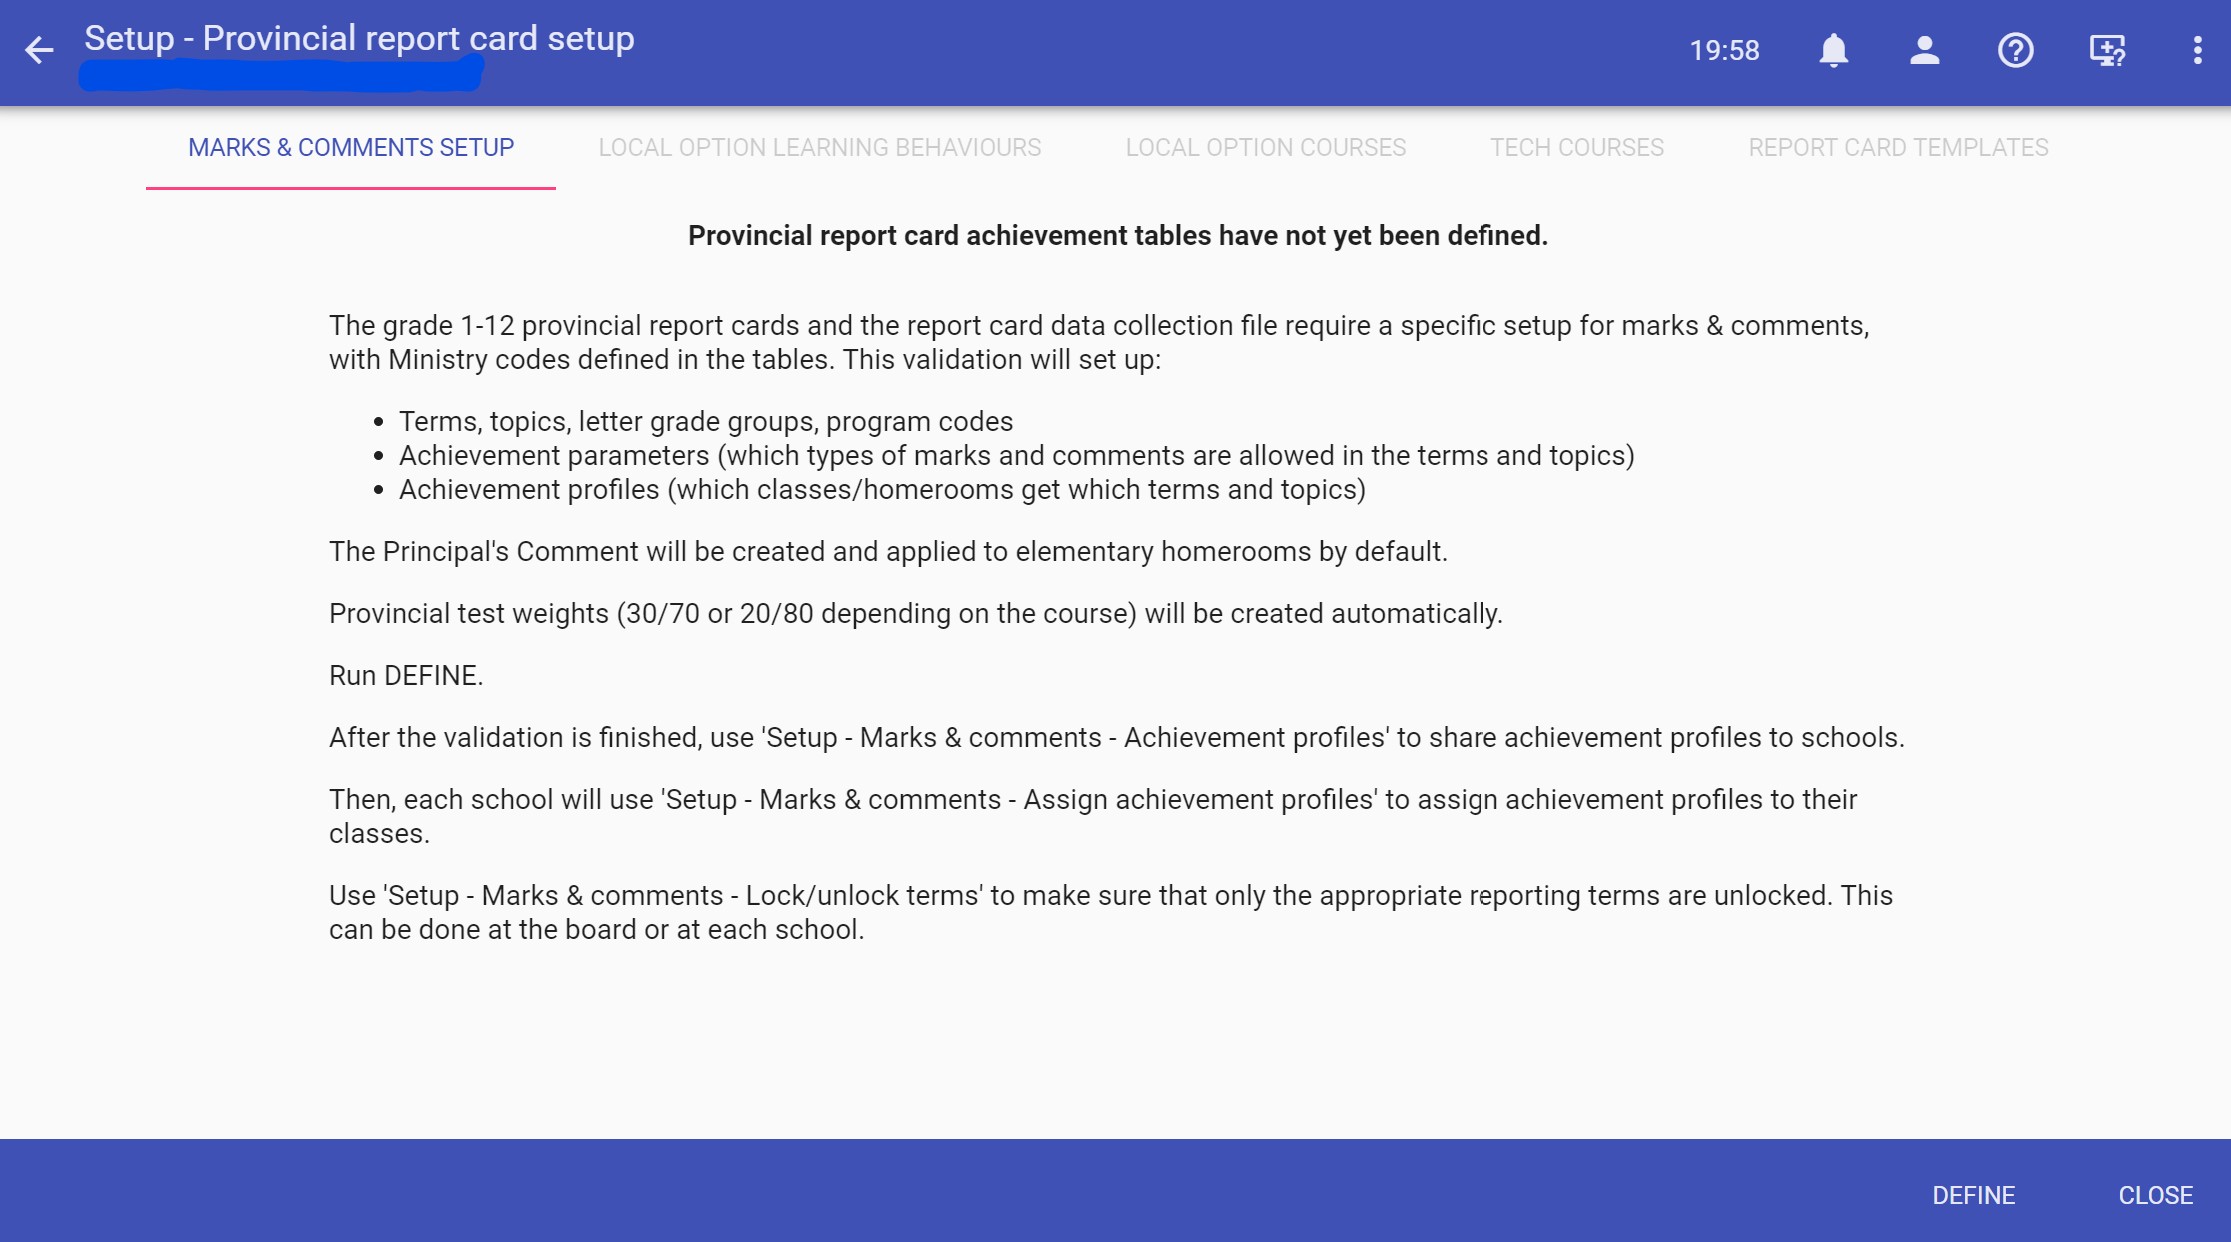 Setup - Provincial report card setup
19:58
MARKS & COMMENTS SETUP
LOCAL OPTION LEARNING BEHAVIOURS
LOCAL OPTION COURSES
TECH COURSES
REPORT CARD TEMPLATES
Provincial report card achievement tables have not yet been defined.
The grade 1-12 provincial report cards and the report card data collection file require a specific setup for marks & comments,
with Ministry codes defined in the tables. This validation will set up:
• Terms, topics, letter grade groups, program codes
• Achievement parameters (which types of marks and comments are allowed in the terms and topics)
• Achievement profiles (which classes/homerooms get which terms and topics)
The Principal's Comment will be created and applied to elementary homerooms by default.
Provincial test weights (30/70 or 20/80 depending on the course) will be created automatically.
Run DEFINE.
After the validation is finished, use 'Setup - Marks & comments - Achievement profiles' to share achievement profiles to schools.
Then, each school will use 'Setup - Marks & comments - Assign achievement profiles' to assign achievement profiles to their
classes.
Use 'Setup - Marks & comments - Lock/unlock terms' to make sure that only the appropriate reporting terms are unlocked. This
can be done at the board or at each school.
DEFINE
CLOSE